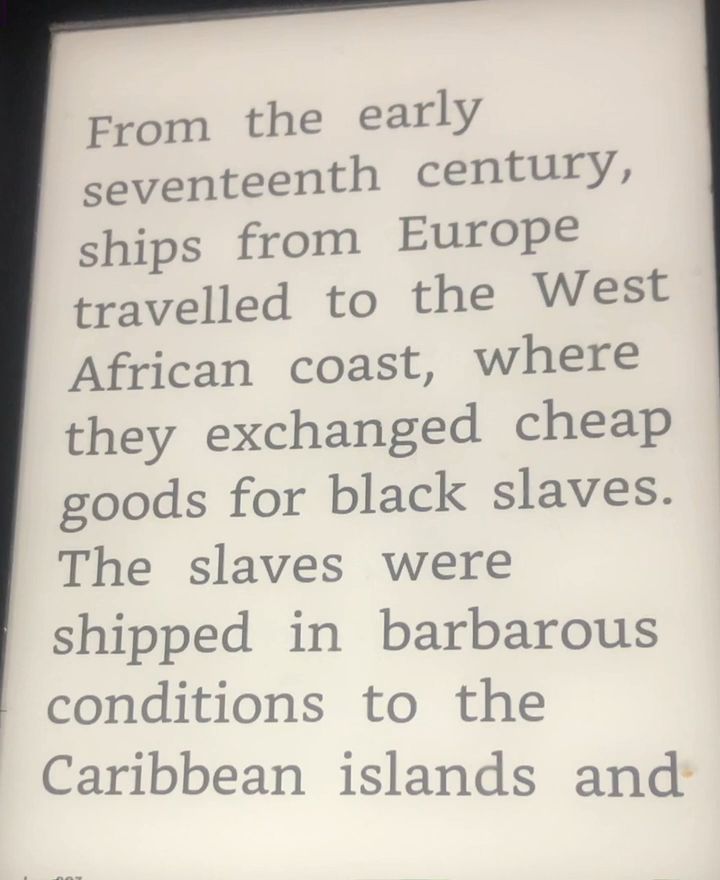 From the early
seventeenth century,
ships from Europe
travelled to the West
African coast, where
they exchanged cheap
goods for black slaves.
The slaves were
shipped in barbarous
conditions to the
Caribbean islands and